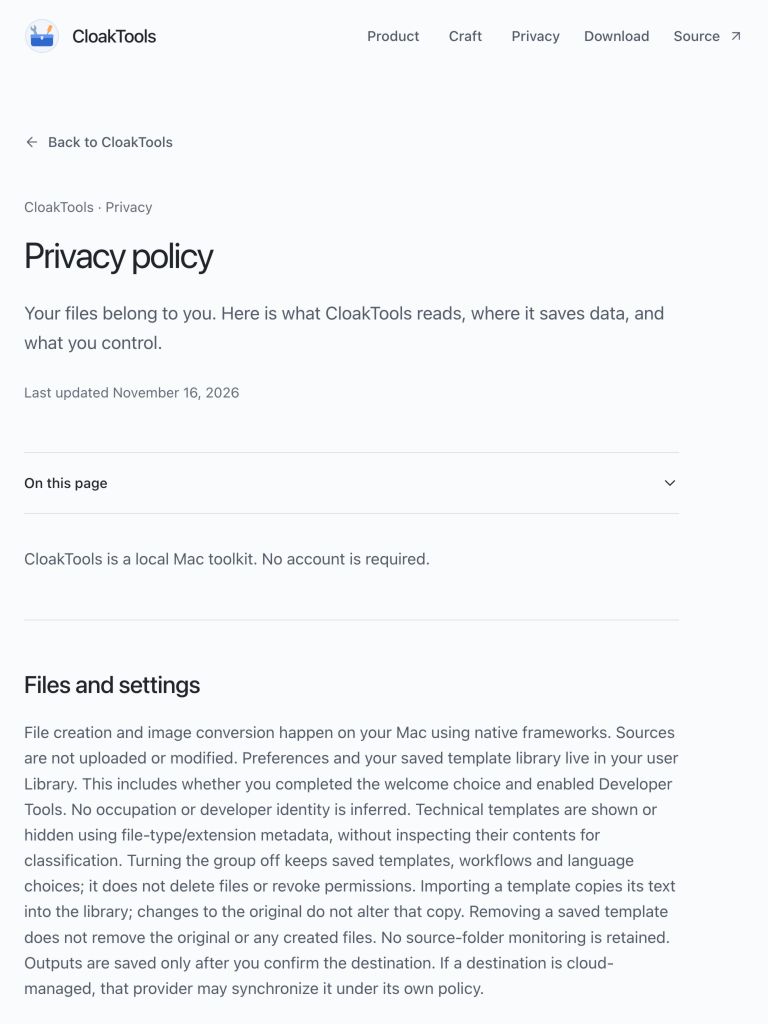 CloakTools
Product
Craft
Privacy
Download
Source
Back to CloakTools
CloakTools · Privacy
Privacy policy
Your files belong to you. Here is what CloakTools reads, where it saves data, and
what you control.
Last updated November 16, 2026
On this page
CloakTools is a local Mac toolkit. No account is required.
Files and settings
File creation and image conversion happen on your Mac using native frameworks. Sources
are not uploaded or modified. Preferences and your saved template library live in your user
Library. This includes whether you completed the welcome choice and enabled Developer
Tools. No occupation or developer identity is inferred. Technical templates are shown or
hidden using file-type/extension metadata, without inspecting their contents for
classification. Turning the group off keeps saved templates, workflows and language
choices; it does not delete files or revoke permissions. Importing a template copies its text
into the library; changes to the original do not alter that copy. Removing a saved template
does not remove the original or any created files. No source-folder monitoring is retained.
Outputs are saved only after you confirm the destination. If a destination is cloud-
managed, that provider may synchronize it under its own policy.